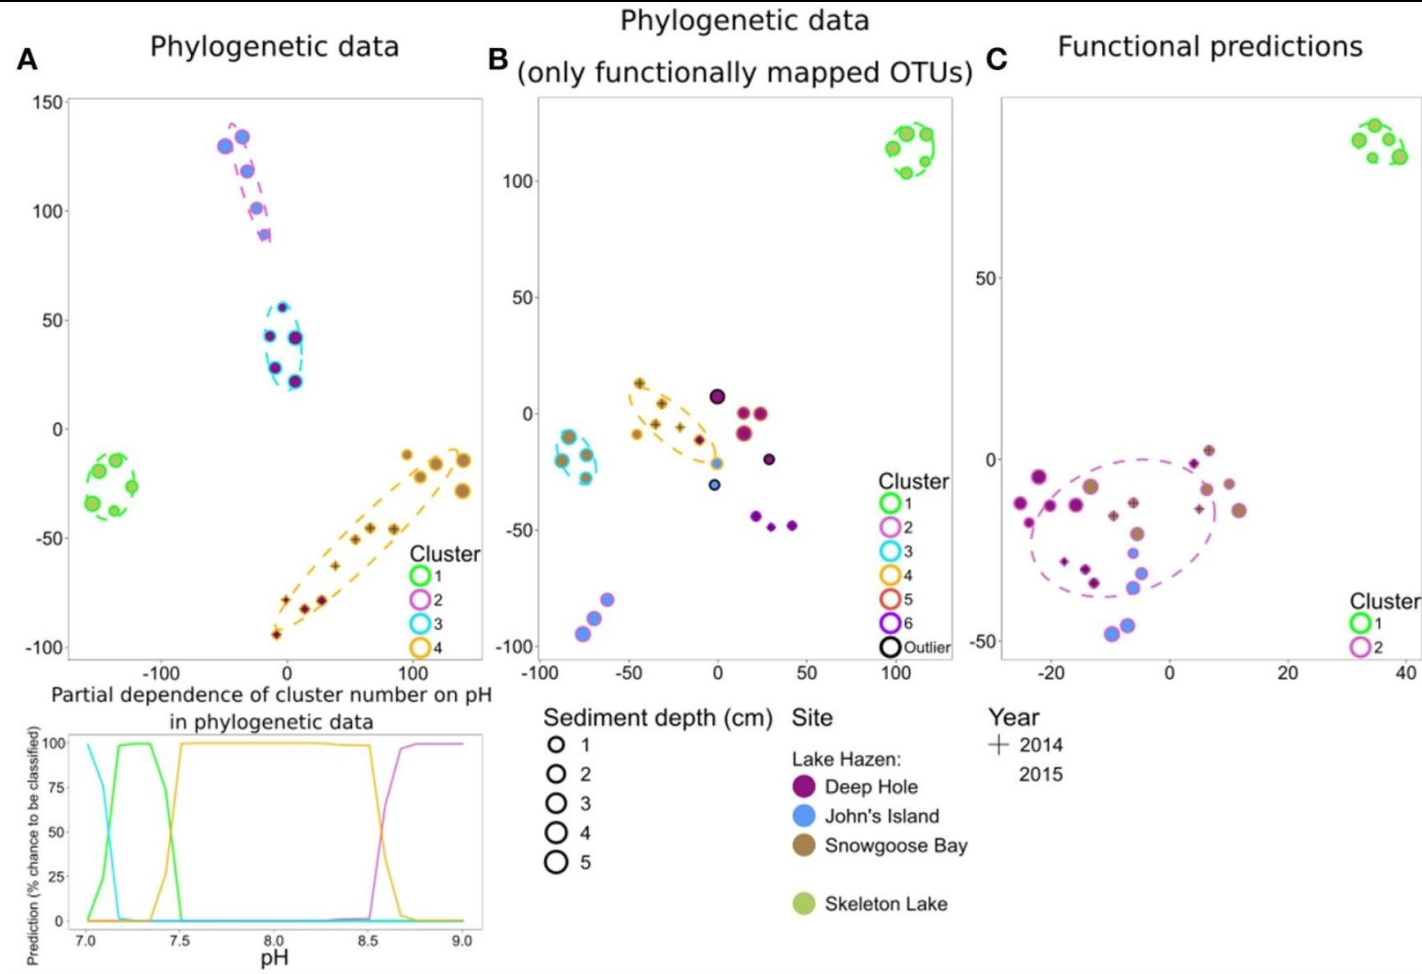 A
Phylogenetic data
B
Phylogenetic data
(only functionally mapped OTUs)
C
Functional predictions
150
100
50
0
-50
-100
-100
0
100
Cluster
1
2
3
4
100
50
0
-50
-100
-100
-50
0
50
100
Cluster
1
2
3
4
5
6
Outlier
50
0
-50
-20
0
20
40
Cluster
1
2
Partial dependence of cluster number on pH
in phylogenetic data
Prediction (% chance to be classified)
100
75
50
25
0
7.0
7.5
8.0
8.5
9.0
pH
Sediment depth (cm)
1
2
3
4
5
Site
Lake Hazen:
Deep Hole
John's Island
Snowgoose Bay
Skeleton Lake
Year
2014
2015